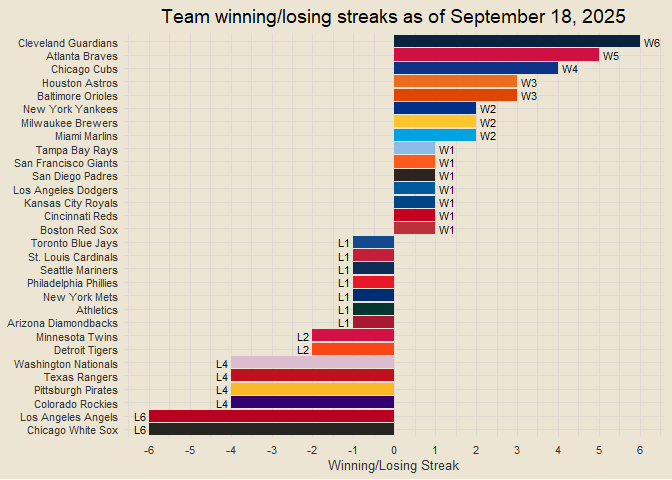 Team winning/losing streaks as of September 18, 2025
Cleveland Guardians W6
Atlanta Braves W5
Chicago Cubs W4
Houston Astros W3
Baltimore Orioles W3
New York Yankees W2
Milwaukee Brewers W2
Miami Marlins W2
Tampa Bay Rays W1
San Francisco Giants W1
San Diego Padres W1
Los Angeles Dodgers W1
Kansas City Royals W1
Cincinnati Reds W1
Boston Red Sox W1
Toronto Blue Jays L1
St. Louis Cardinals L1
Seattle Mariners L1
Philadelphia Phillies L1
New York Mets L1
Athletics L1
Arizona Diamondbacks L1
Minnesota Twins L2
Detroit Tigers L2
Washington Nationals L4
Texas Rangers L4
Pittsburgh Pirates L4
Colorado Rockies L4
Los Angeles Angels L6
Chicago White Sox L6
-6 -5 -4 -3 -2 -1 0 1 2 3 4 5 6
Winning/Losing Streak